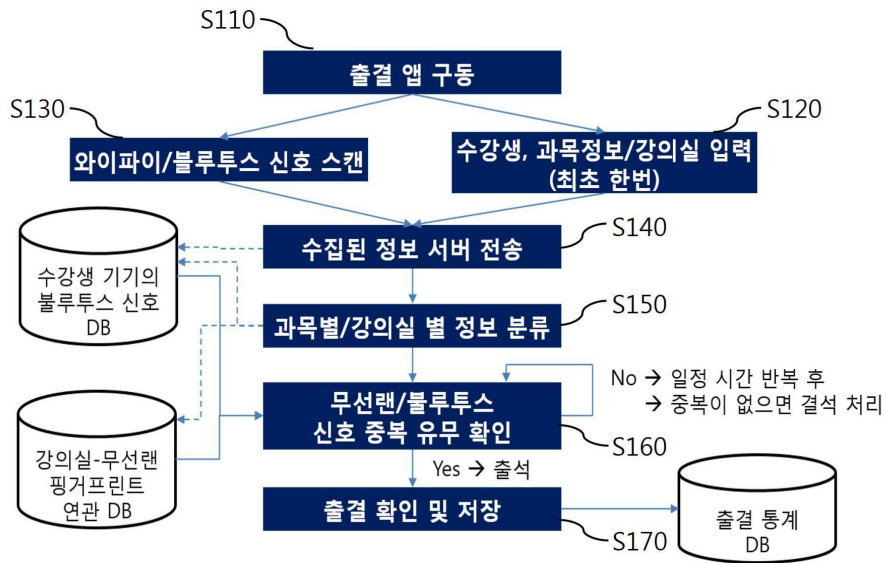 S110
출결 앱 구동
S130
S120
와이파이/블루투스 신호 스캔
수강생, 과목정보/강의실 입력
(최초 한번)
S140
수집된 정보 서버 전송
수강생 기기의
블루투스 신호
DB
S150
과목별/강의실 별 정보 분류
No → 일정 시간 반복 후
→ 중복이 없으면 결석 처리
무선랜/블루투스
신호 중복 유무 확인
S160
강의실-무선랜
핑거프린트
연관 DB
Yes → 출석
출결 확인 및 저장
S170
출결 통계
DB